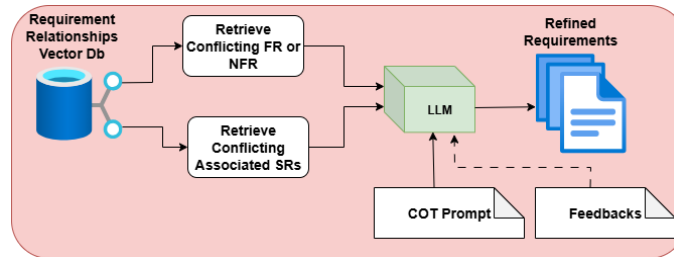 Requirement
Relationships
Vector Db
Retrieve
Conflicting FR or
NFR
Retrieve
Conflicting
Associated SRs
LLM
Refined
Requirements
COT Prompt
Feedbacks